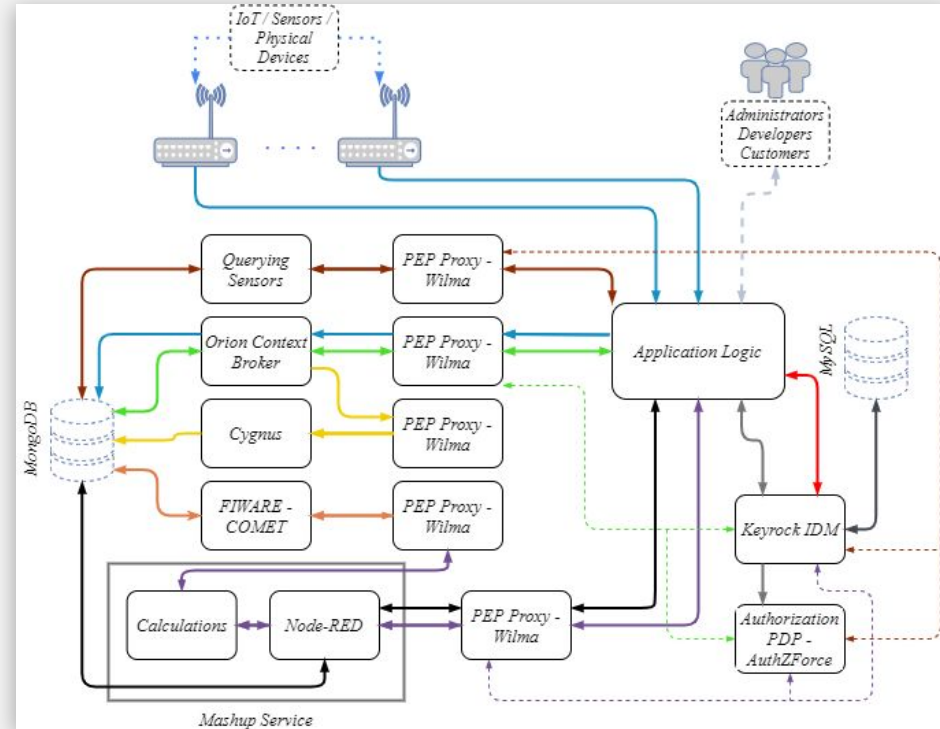 IoT / Sensors /
Physical
Devices
Administrators
Developers
Customers
Querying
Sensors
PEP Proxy -
Wilma
Orion Context
Broker
PEP Proxy -
Wilma
Application Logic
MySQL
MongoDB
Cygnus
PEP Proxy -
Wilma
FIWARE -
COMET
PEP Proxy -
Wilma
Keyrock IDM
Calculations
Node-RED
PEP Proxy -
Wilma
Authorization
PDP -
AuthZForce
Mashup Service